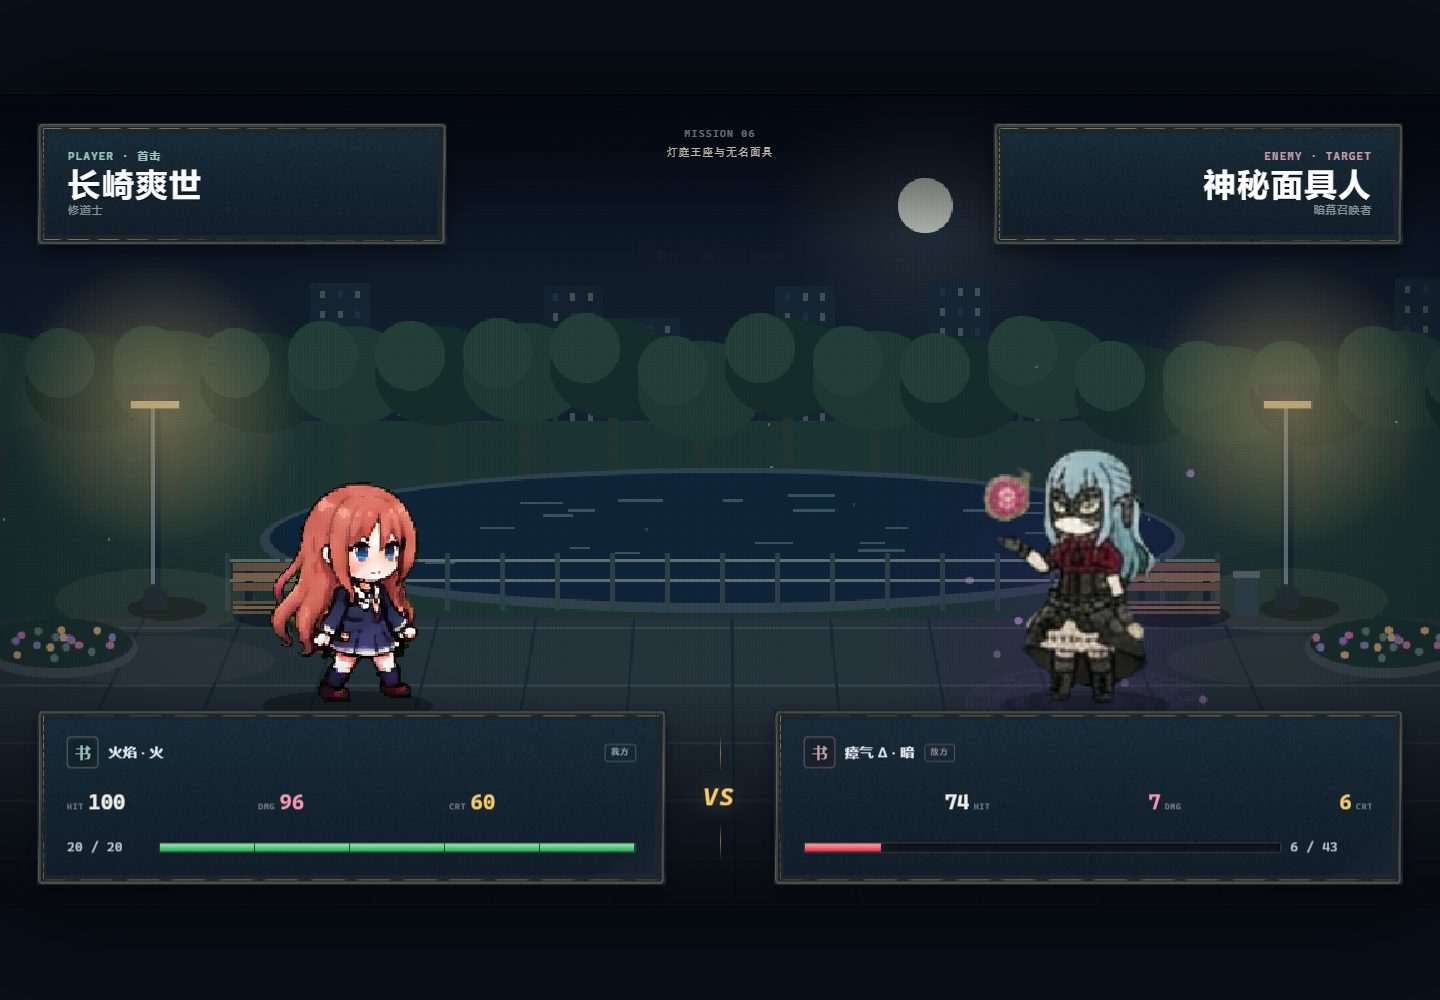 MISSION 06
灯庭王座与无名面具
PLAYER · 首击
长崎爽世
修道士
ENEMY · TARGET
神秘面具人
暗幕召唤者
书 火焰 · 火 我方
HIT 100 DMG 96 CRT 60
20 / 20
VS
书 瘴气 Δ · 暗 敌方
74 HIT 7 DMG 6 CRT
6 / 43